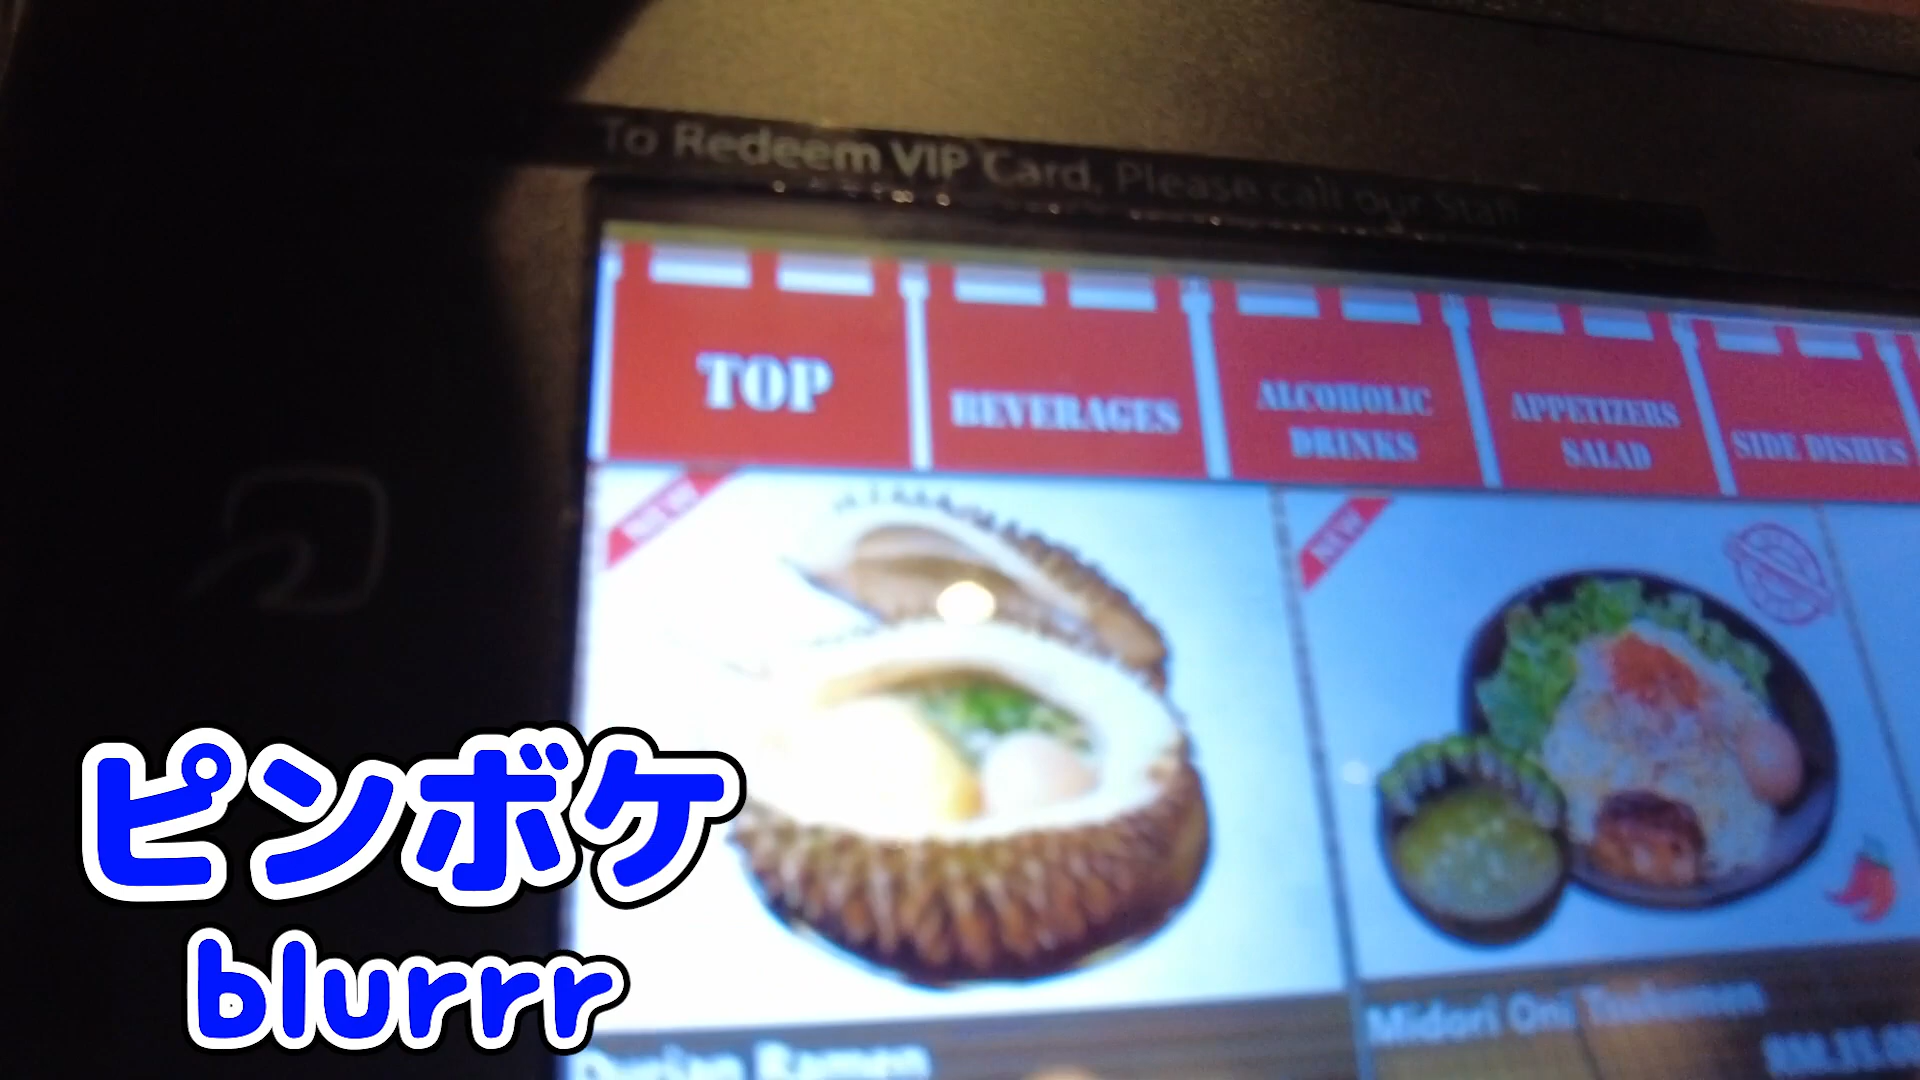 To Redeem VIP Card, Please call our Staff
TOP
BEVERAGES
ALCOHOLIC
DRINKS
APPETIZERS
SALAD
SIDE DISHES
NEW
NEW
Durian Ramen
Midori Oni Tsukemen
ピンボケ
blurrr